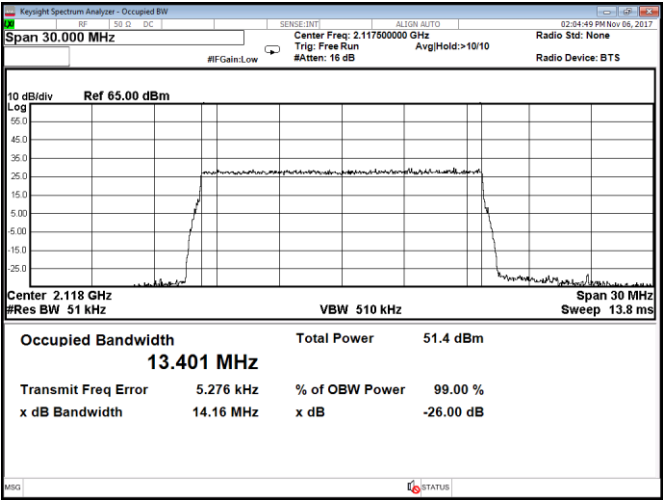 Keysight Spectrum Analyzer - Occupied BW
RF 50 Ω DC SENSE:INT ALIGN AUTO 02:04:49 PM Nov 06, 2017
Span 30.000 MHz Center Freq: 2.117500000 GHz Radio Std: None
Trig: Free Run Avg|Hold:>10/10
#IFGain:Low #Atten: 16 dB Radio Device: BTS
10 dB/div Ref 65.00 dBm
Log
55.0
45.0
35.0
25.0
15.0
5.00
-5.00
-15.0
-25.0
Center 2.118 GHz Span 30 MHz
#Res BW 51 kHz VBW 510 kHz Sweep 13.8 ms
Occupied Bandwidth Total Power 51.4 dBm
13.401 MHz
Transmit Freq Error 5.276 kHz % of OBW Power 99.00 %
x dB Bandwidth 14.16 MHz x dB -26.00 dB
MSG STATUS